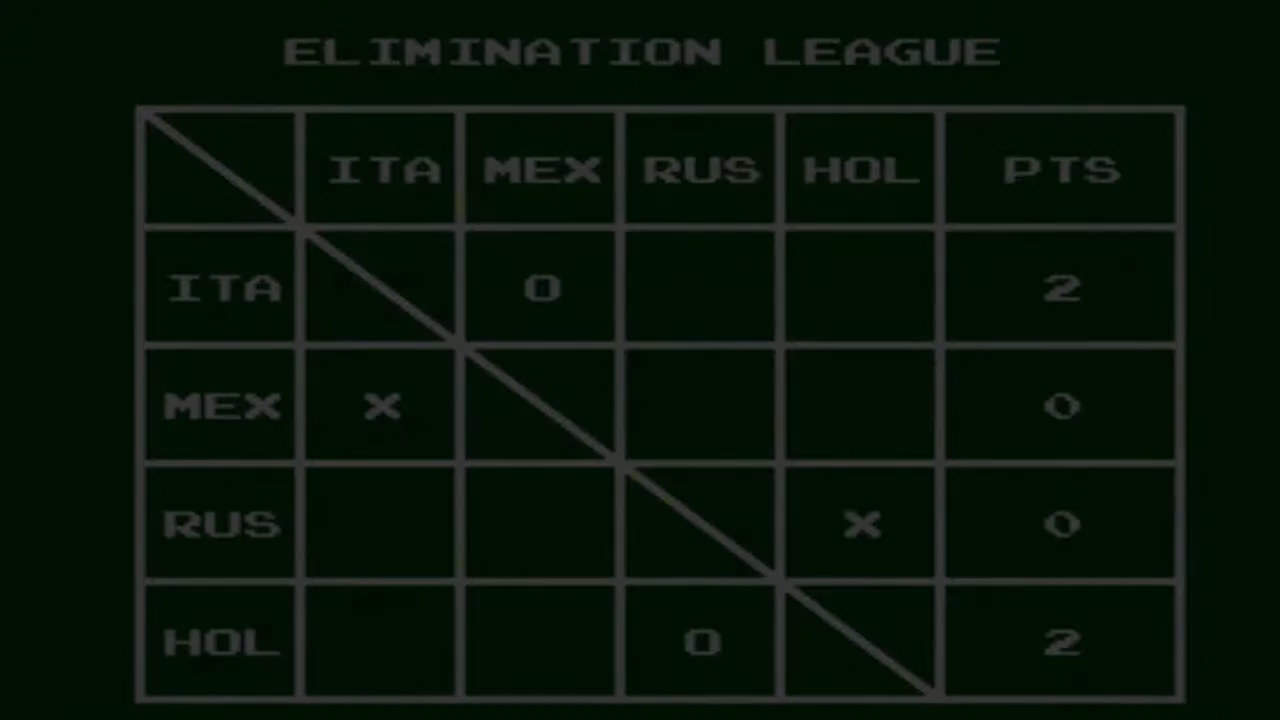 ELIMINATION LEAGUE
ITA MEX RUS HOL PTS
ITA 0 2
MEX X 0
RUS X 0
HOL 0 2